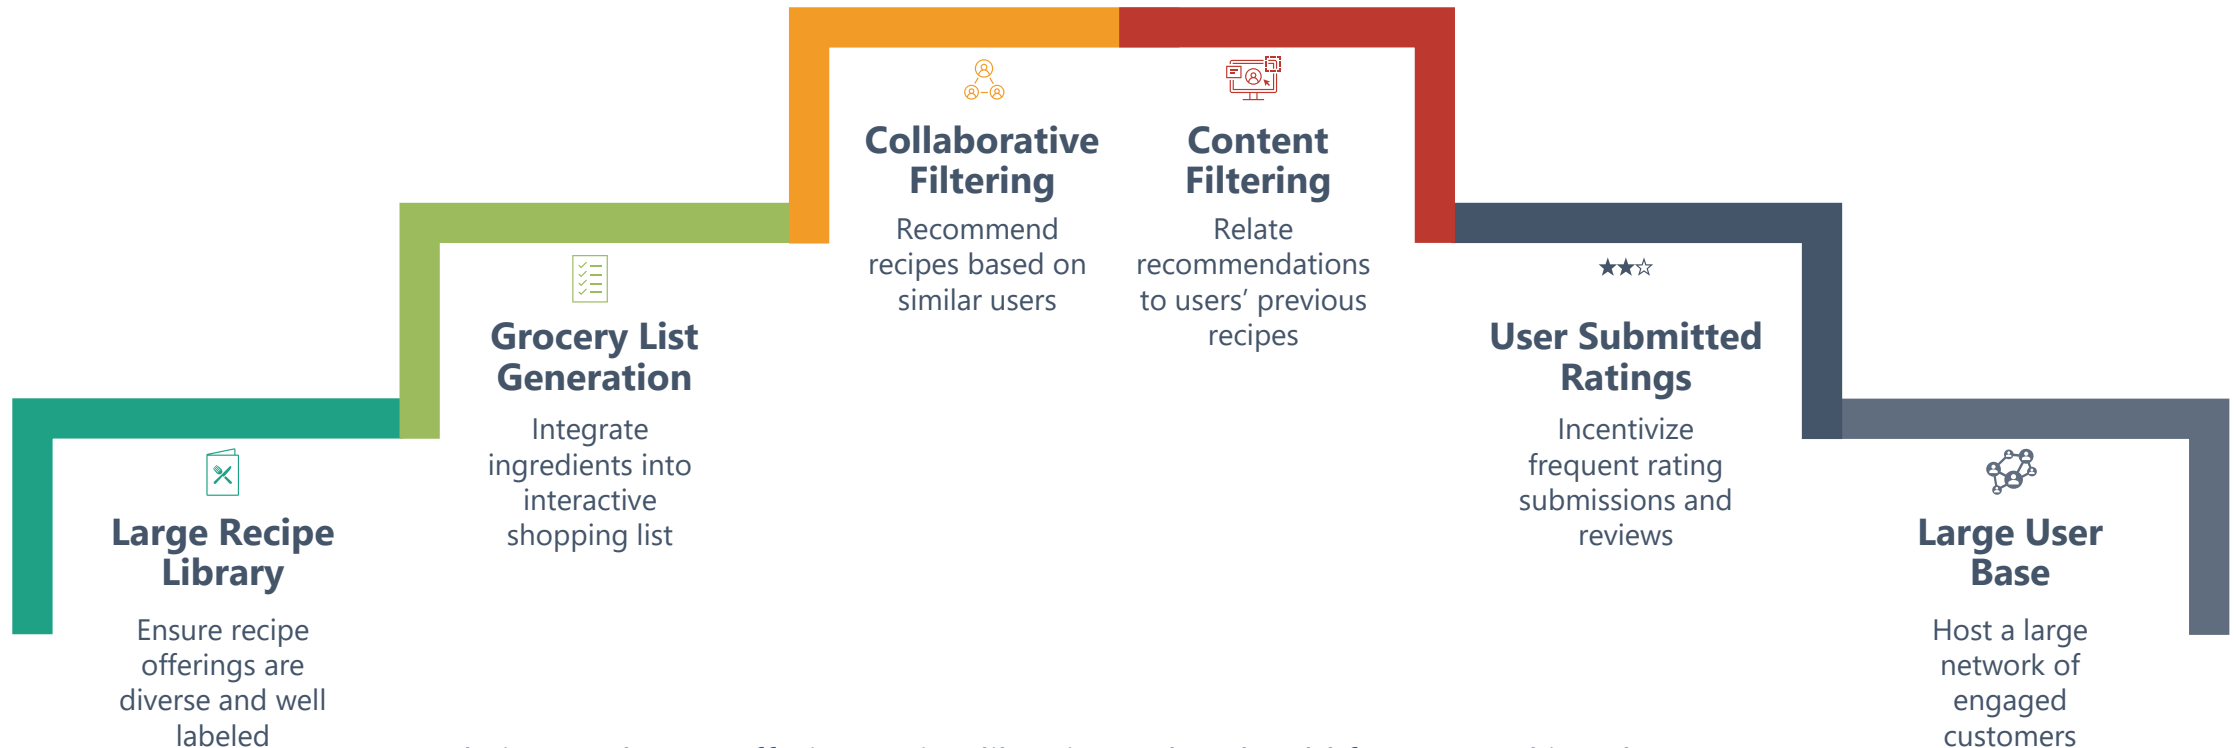 Collaborative
Filtering
Recommend
recipes based on
similar users
Content
Filtering
Relate
recommendations
to users’ previous
recipes
Grocery List
Generation
Integrate
ingredients into
interactive
shopping list
User Submitted
Ratings
Incentivize
frequent rating
submissions and
reviews
Large Recipe
Library
Ensure recipe
offerings are
diverse and well
labeled
Large User
Base
Host a large
network of
engaged
customers